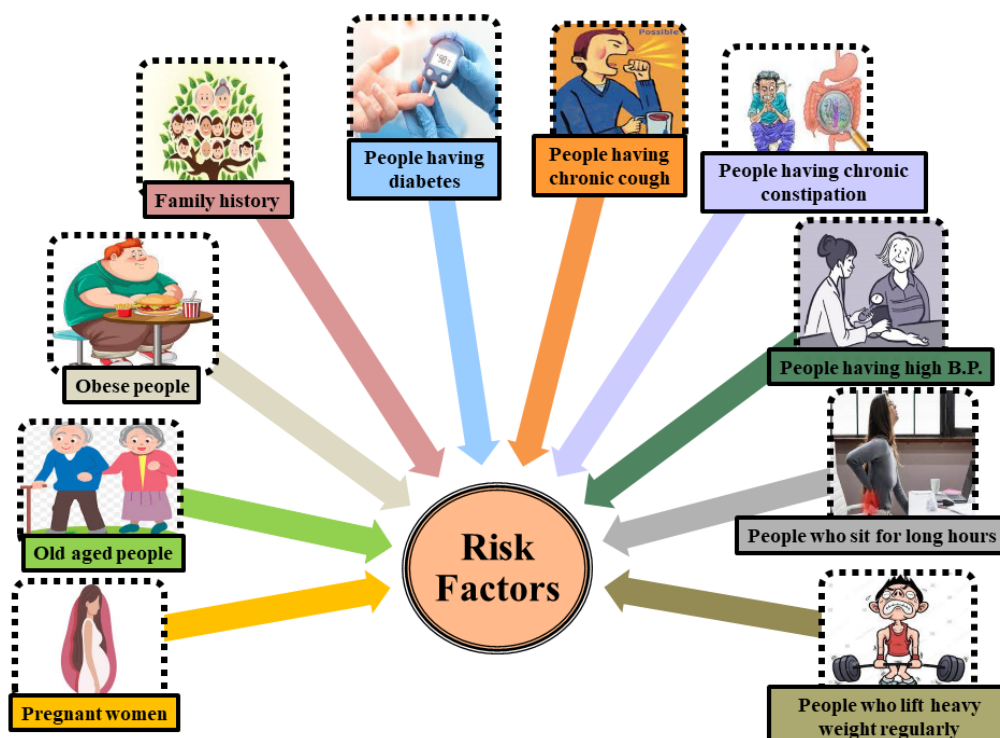 Possible
98
People having
diabetes
People having
chronic cough
People having chronic
constipation
Family history
People having high B.P.
Obese people
People who sit for long hours
Old aged people
Risk
Factors
Pregnant women
People who lift heavy
weight regularly